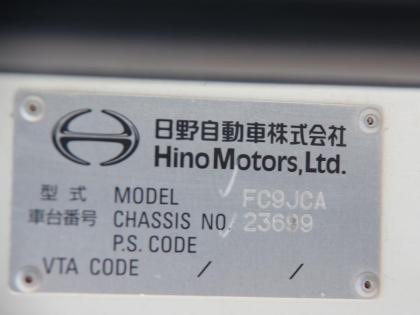 日野自動車株式会社
Hino Motors, Ltd.
型式 MODEL FC9JCA
車台番号 CHASSIS NO. 23699
P.S. CODE
VTA CODE / /